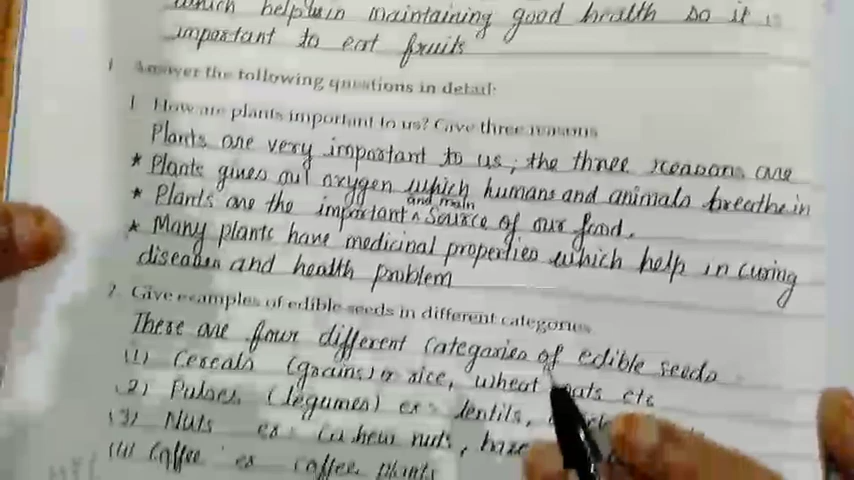 which help in maintaining good health so it is
important to eat fruits
Answer the following questions in detail:
1. How are plants important to us? Give three reasons
Plants are very important to us, the three reasons are
* Plants gives out oxygen which humans and animals breathe in
* Plants are the important and main source of our food.
* Many plants have medicinal properties which help in curing
diseases and health problem
2. Give examples of edible seeds in different categories
These are four different categories of edible seeds
(1) Cereals (grains) rice, wheat oats etc
(2) Pulses (legumes) ex: lentils,
(3) Nuts ex: cashew nuts,
(4) Coffee ex coffee plants